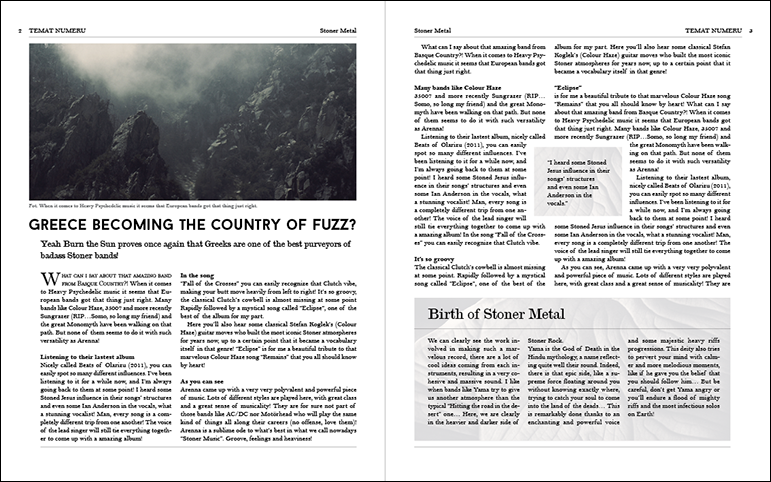 2 TEMAT NUMERU
Stoner Metal
Fot. When it comes to Heavy Psychedelic music it seems that European bands got that thing just right.
GREECE BECOMING THE COUNTRY OF FUZZ?
Yeah Burn the Sun proves once again that Greeks are one of the best purveyors of
badass Stoner bands!
WHAT CAN I SAY ABOUT THAT AMAZING BAND
FROM BASQUE COUNTRY?! When it comes
to Heavy Psychedelic music it seems that Eu-
ropean bands got that thing just right. Many
bands like Colour Haze, 35007 and more recently
Sungrazer (RIP…Somo, so long my friend) and
the great Monomyth have been walking on that
path. But none of them seems to do it with such
versatility as Arenna!
Listening to their lastest album
Nicely called Beats of Olarizu (2011), you can
easily spot so many different influences. I've been
listening to it for a while now, and I'm always
going back to them at some point! I heard some
Stoned Jesus influence in their songs' structures
and even some Ian Anderson in the vocals, what
a stunning vocalist! Man, every song is a com-
pletely different trip from one another! The voice
of the lead singer will still tie everything togeth-
er to come up with a amazing album!
In the song
"Fall of the Crosses" you can easily recognise that Clutch vibe,
making your butt move heavily from left to right! It's so groovy,
the classical Clutch's cowbell is almost missing at some point
Rapidly followed by a mystical song called "Eclipse", one of the
best of the album for my part.
Here you'll also hear some classical Stefan Koglek's (Colour
Haze) guitar moves who built the most iconic Stoner atmospheres
for years now; up to a certain point that it became a vocabulary
itself in that genre! "Eclipse" is for me a beautiful tribute to that
marvelous Colour Haze song "Remains" that you all should know
by heart!
As you can see
Arenna came up with a very very polyvalent and powerful piece
of music. Lots of different styles are played here, with great class
and a great sense of musicality! They are for sure not part of
those bands like AC/DC nor Motorhead who will play the same
kind of things all along their careers (no offense, love them)!
Arenna is a sublime ode to what's best in what we call nowadays
"Stoner Music". Groove, feelings and heaviness!
Stoner Metal
TEMAT NUMERU 3
What can I say about that amazing band from
Basque Country?! When it comes to Heavy Psy-
chedelic music it seems that European bands got
that thing just right.
Many bands like Colour Haze
35007 and more recently Sungrazer (RIP…
Somo, so long my friend) and the great Mono-
myth have been walking on that path. But none
of them seems to do it with such versatility
as Arenna!
Listening to their lastest album, nicely called
Beats of Olarizu (2011), you can easily
spot so many different influences. I've
been listening to it for a while now, and
I'm always going back to them at some
point! I heard some Stoned Jesus influ-
ence in their songs' structures and even
some Ian Anderson in the vocals, what
a stunning vocalist! Man, every song is
a completely different trip from one an-
other! The voice of the lead singer will
still tie everything together to come up with
a amazing album! In the song "Fall of the Cross-
es" you can easily recognise that Clutch vibe.
It's so groovy
The classical Clutch's cowbell is almost missing
at some point. Rapidly followed by a mystical
song called "Eclipse", one of the best of the
album for my part. Here you'll also hear some classical Stefan
Koglek's (Colour Haze) guitar moves who built the most iconic
Stoner atmospheres for years now; up to a certain point that it
became a vocabulary itself in that genre!
"Eclipse"
is for me a beautiful tribute to that marvelous Colour Haze song
"Remains" that you all should know by heart! What can I say
about that amazing band from Basque Country?! When it comes
to Heavy Psychedelic music it seems that European bands got
that thing just right. Many bands like Colour Haze, 35007 and
more recently Sungrazer (RIP…Somo, so long my friend) and
the great Monomyth have been walk-
ing on that path. But none of them
seems to do it with such versatility
as Arenna!
Listening to their lastest album,
nicely called Beats of Olarizu (2011),
you can easily spot so many different
influences. I've been listening to it for
a while now, and I'm always going
back to them at some point! I heard
some Stoned Jesus influence in their songs' structures and even
some Ian Anderson in the vocals, what a stunning vocalist! Man,
every song is a completely different trip from one another! The
voice of the lead singer will still tie everything together to come
up with a amazing album!
As you can see, Arenna came up with a very very polyvalent
and powerful piece of music. Lots of different styles are played
here, with great class and a great sense of musicality! They are
"I heard some Stoned
Jesus influence in their
songs' structures
and even some Ian
Anderson in the
vocals."
Birth of Stoner Metal
We can clearly see the work in-
volved in making such a mar-
velous record, there are a lot of
cool ideas coming from each in-
struments, resulting in a very co-
hesive and massive sound. I like
when bands like Yama try to give
us another atmosphere than the
typical "Hitting the road in the de-
sert" one… Here, we are clearly
in the heavier and darker side of
Stoner Rock.
Yama is the God of Death in the
Hindu mythology, a name reflect-
ing quite well their sound. Indeed,
there is that epic side, like a su-
preme force floating around you
without knowing exactly where,
trying to catch your soul to come
into the land of the deads… This
is remarkably done thanks to an
enchanting and powerful voice
and some majestic heavy riffs
progressions. This deity also tries
to pervert your mind with calm-
er and more melodious moments,
like if he gave you the belief that
you should follow him… But be
careful, don't get Yama angry or
you'll endure a flood of mighty
riffs and the most infectious solos
on Earth!